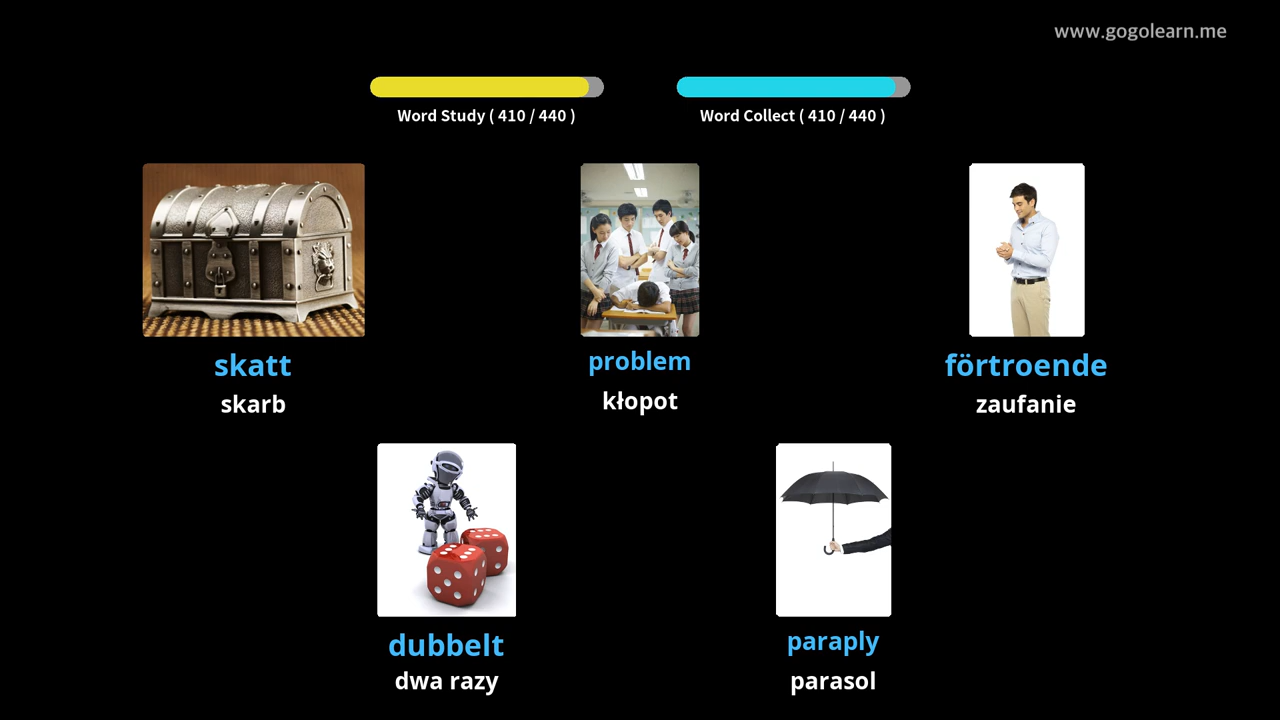 www.gogolearn.me
Word Study ( 410 / 440 )
Word Collect ( 410 / 440 )
skatt
skarb
problem
kłopot
förtroende
zaufanie
dubbelt
dwa razy
paraply
parasol